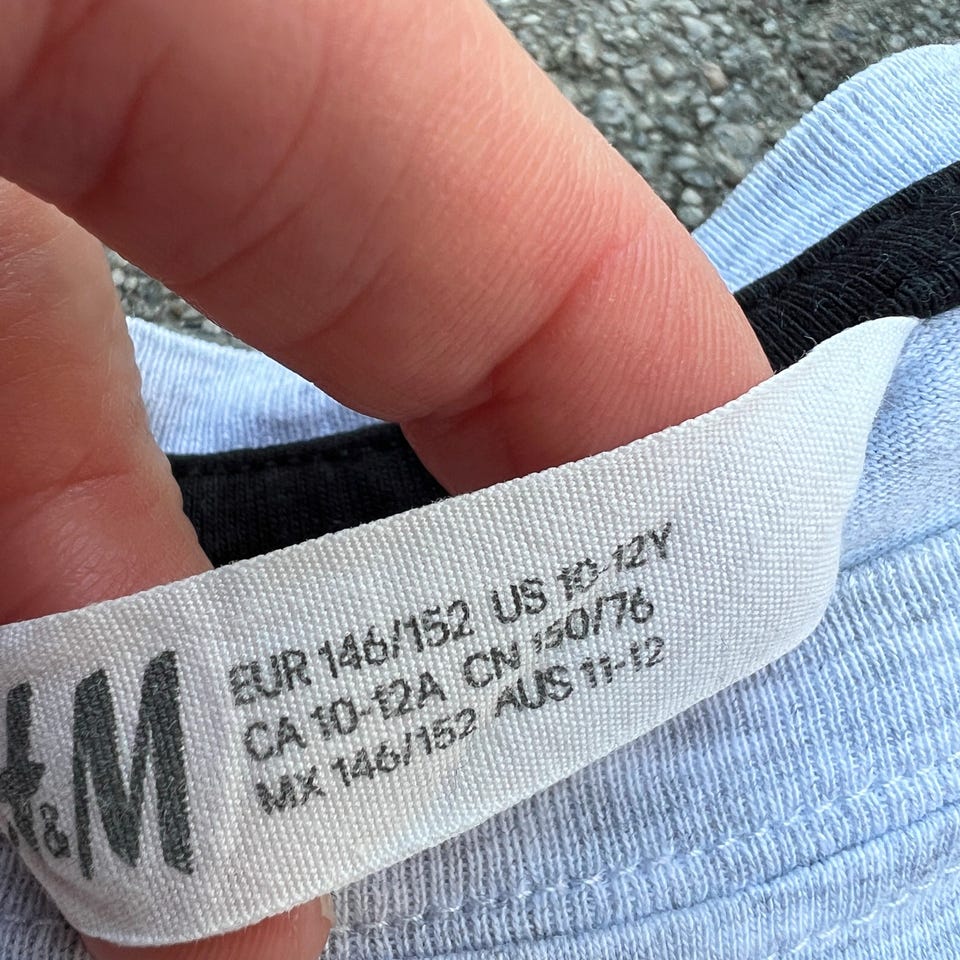 H&M
EUR 146/152 US 10-12Y
CA 10-12A CN 150/76
MX 146/152 AUS 11-12